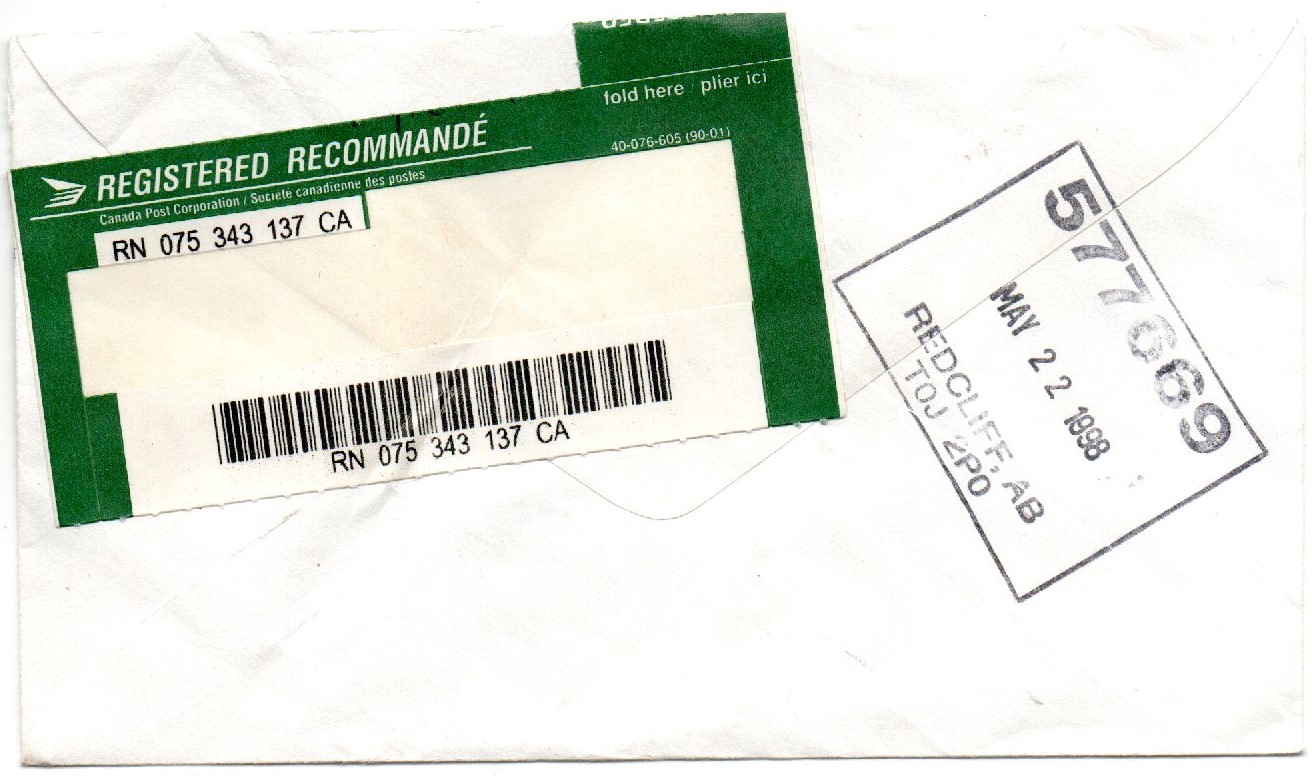 fold here / plier ici
REGISTERED RECOMMANDÉ
40-076-605 (90-01)
Canada Post Corporation / Société canadienne des postes
RN 075 343 137 CA
RN 075 343 137 CA
577669
MAY 22 1998
REDCLIFF, AB
T0J 2P0